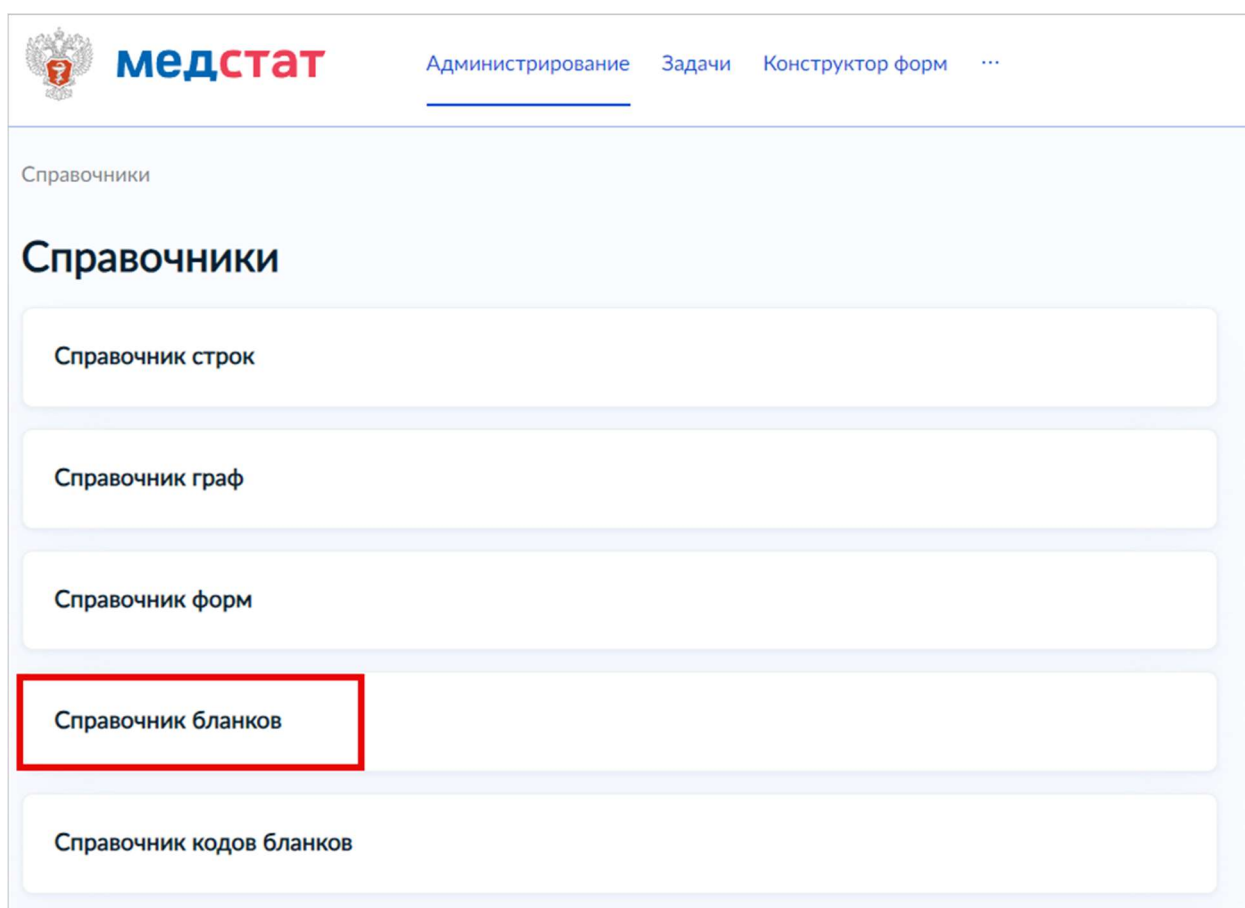 медстат
Администрирование Задачи Конструктор форм ...
Справочники
Справочники
Справочник строк
Справочник граф
Справочник форм
Справочник бланков
Справочник кодов бланков